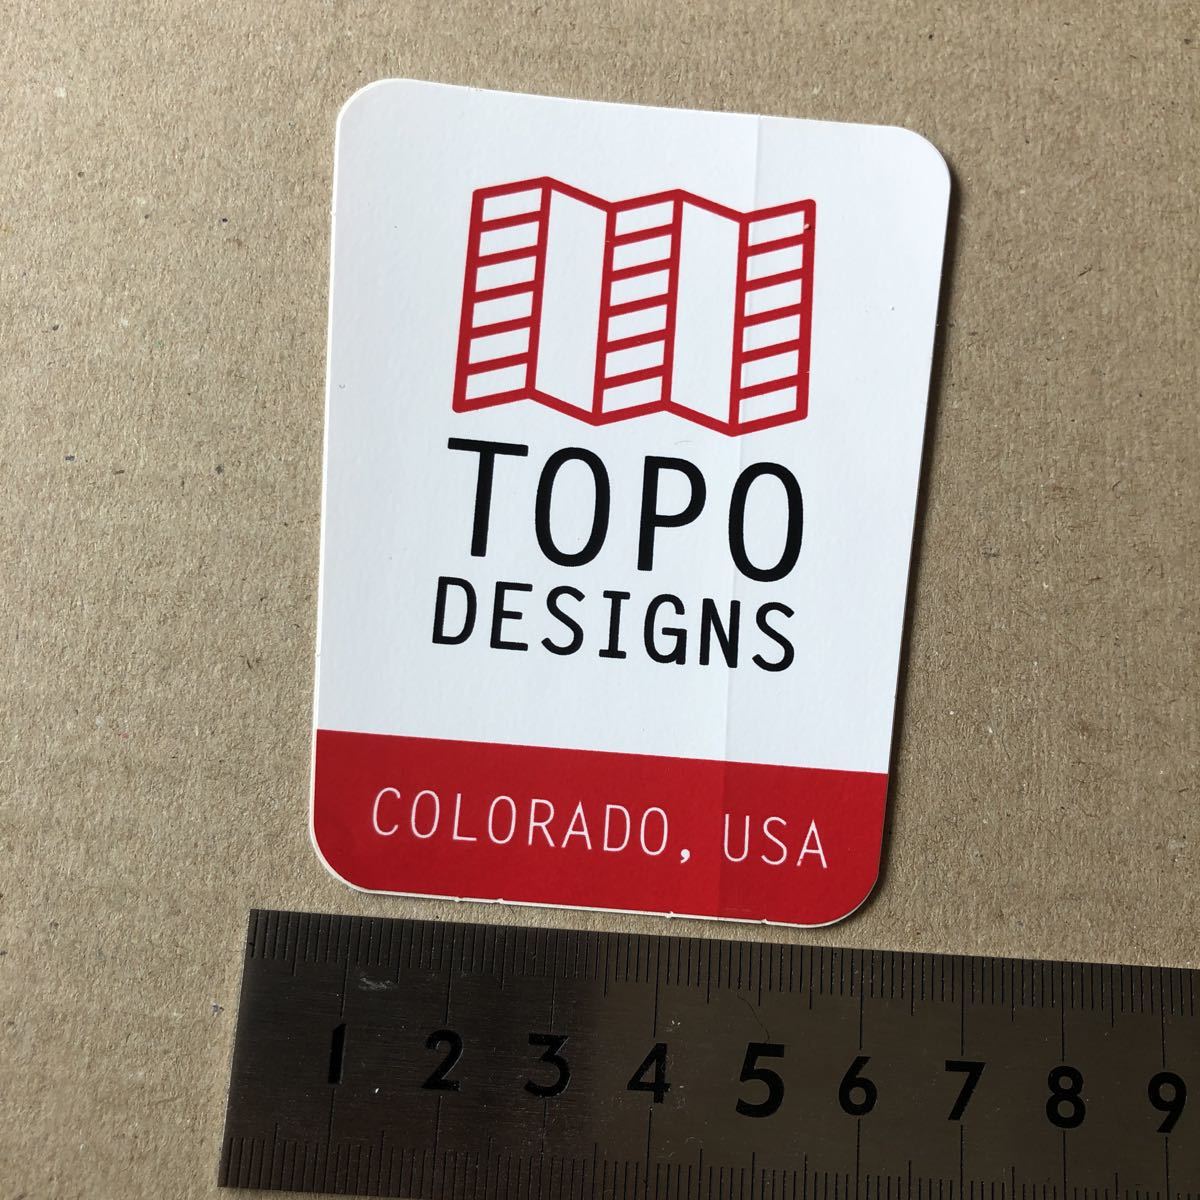 TOPO
DESIGNS
COLORADO, USA
1 2 3 4 5 6 7 8 9